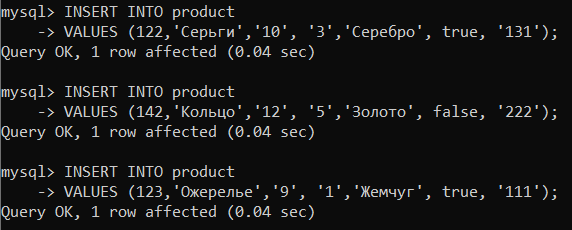 mysql> INSERT INTO product
    -> VALUES (122,'Серьги','10', '3','Серебро', true, '131');
Query OK, 1 row affected (0.04 sec)
mysql> INSERT INTO product
    -> VALUES (142,'Кольцо','12', '5','Золото', false, '222');
Query OK, 1 row affected (0.04 sec)
mysql> INSERT INTO product
    -> VALUES (123,'Ожерелье','9', '1','Жемчуг', true, '111');
Query OK, 1 row affected (0.04 sec)